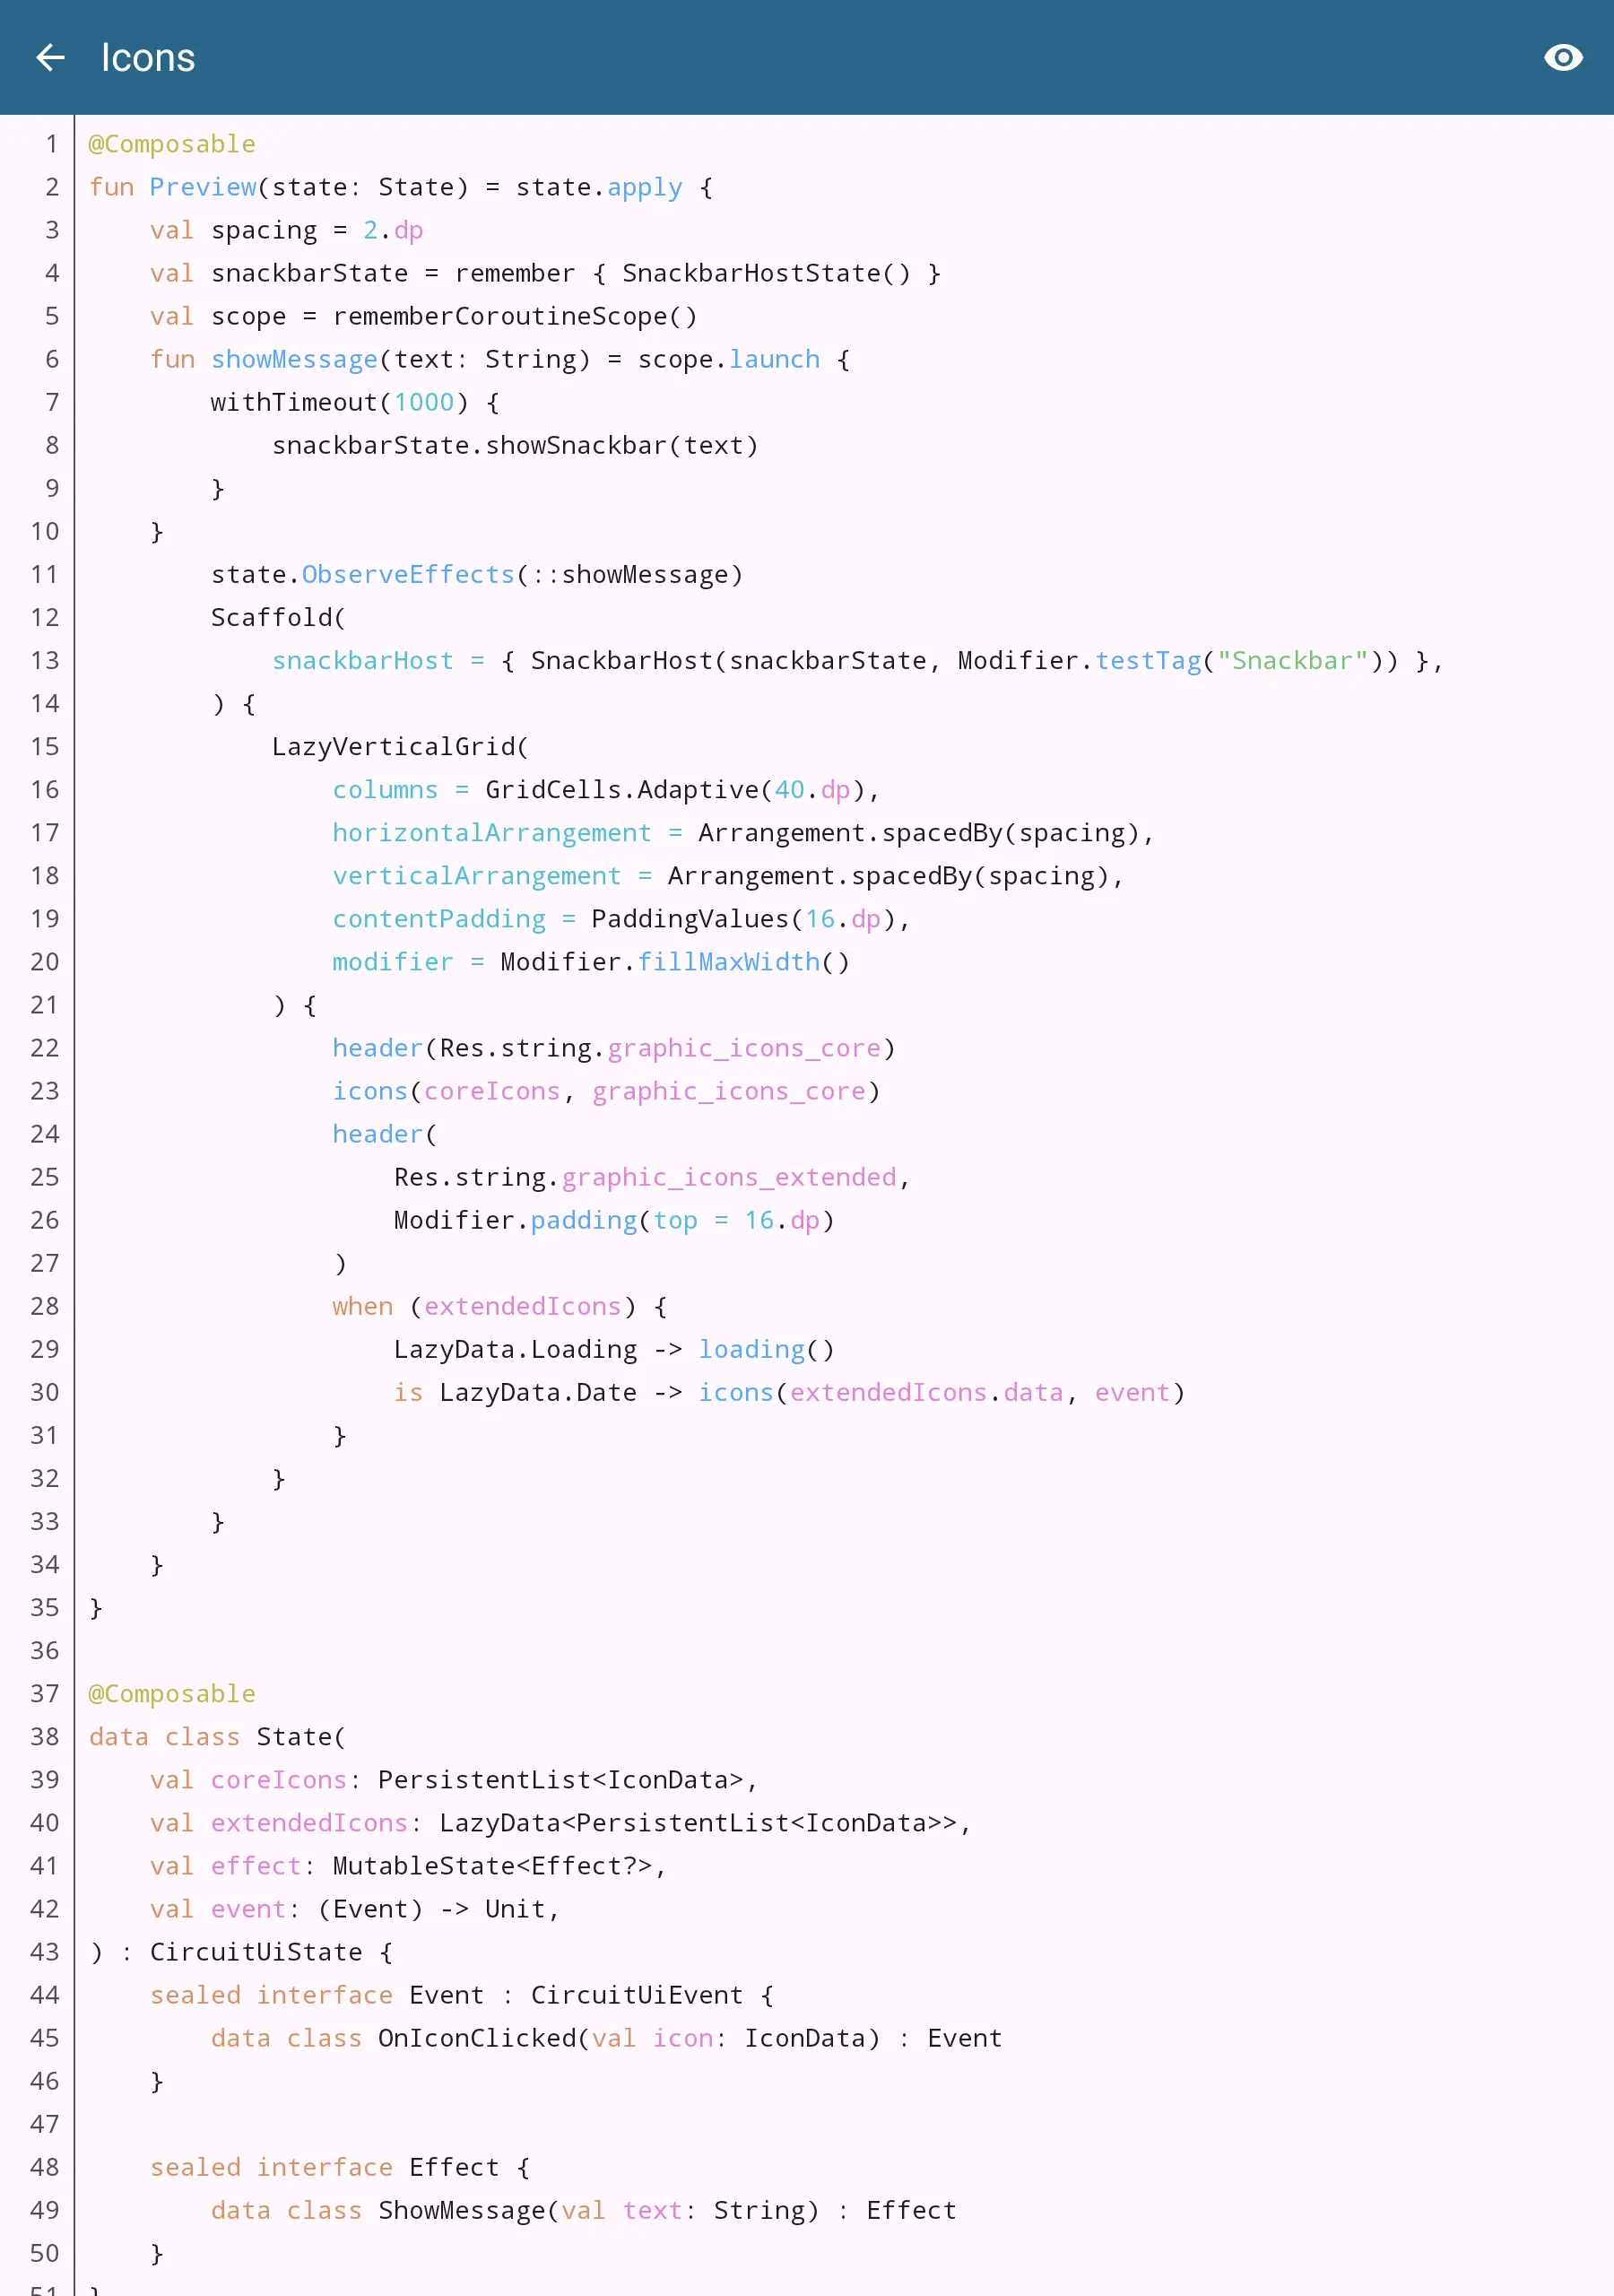 Icons
1 @Composable
2 fun Preview(state: State) = state.apply {
3     val spacing = 2.dp
4     val snackbarState = remember { SnackbarHostState() }
5     val scope = rememberCoroutineScope()
6     fun showMessage(text: String) = scope.launch {
7         withTimeout(1000) {
8             snackbarState.showSnackbar(text)
9         }
10     }
11         state.ObserveEffects(::showMessage)
12         Scaffold(
13             snackbarHost = { SnackbarHost(snackbarState, Modifier.testTag("Snackbar")) },
14         ) {
15             LazyVerticalGrid(
16                 columns = GridCells.Adaptive(40.dp),
17                 horizontalArrangement = Arrangement.spacedBy(spacing),
18                 verticalArrangement = Arrangement.spacedBy(spacing),
19                 contentPadding = PaddingValues(16.dp),
20                 modifier = Modifier.fillMaxWidth()
21             ) {
22                 header(Res.string.graphic_icons_core)
23                 icons(coreIcons, graphic_icons_core)
24                 header(
25                     Res.string.graphic_icons_extended,
26                     Modifier.padding(top = 16.dp)
27                 )
28                 when (extendedIcons) {
29                     LazyData.Loading -> loading()
30                     is LazyData.Date -> icons(extendedIcons.data, event)
31                 }
32             }
33         }
34     }
35 }
36
37 @Composable
38 data class State(
39     val coreIcons: PersistentList<IconData>,
40     val extendedIcons: LazyData<PersistentList<IconData>>,
41     val effect: MutableState<Effect?>,
42     val event: (Event) -> Unit,
43 ) : CircuitUiState {
44     sealed interface Event : CircuitUiEvent {
45         data class OnIconClicked(val icon: IconData) : Event
46     }
47
48     sealed interface Effect {
49         data class ShowMessage(val text: String) : Effect
50     }
51 }